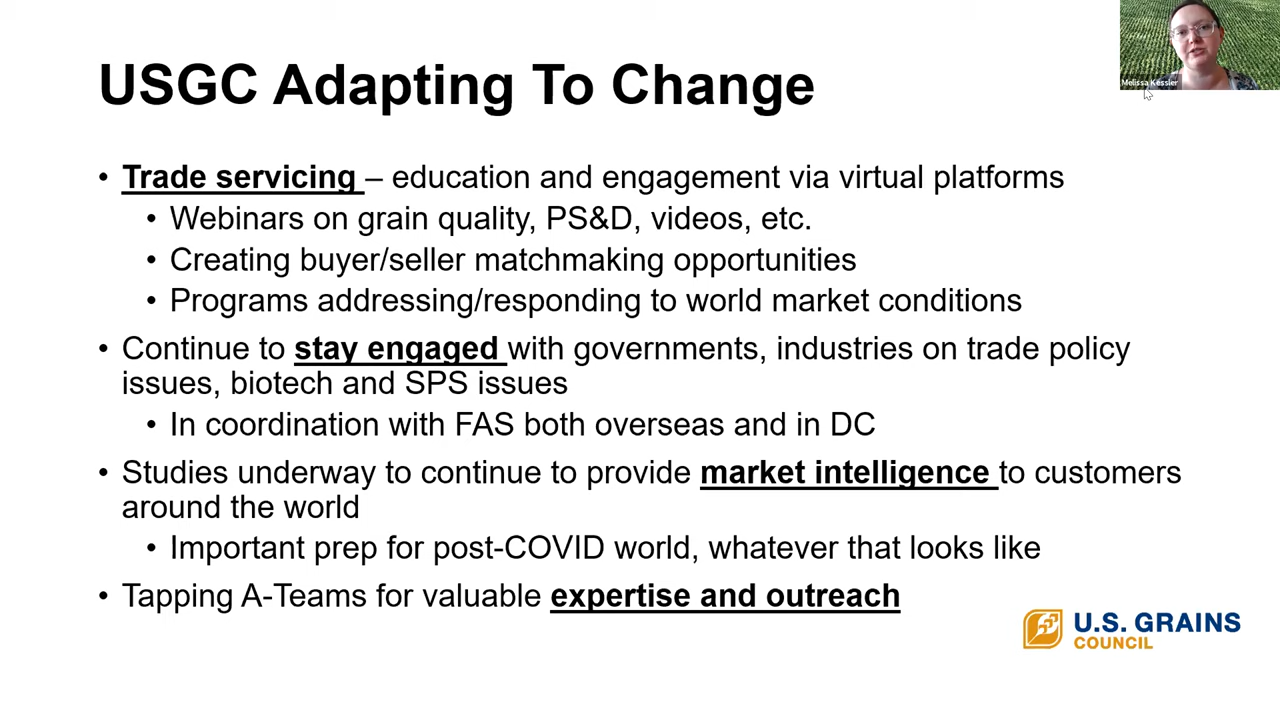 Melissa Kessler
USGC Adapting To Change
• Trade servicing – education and engagement via virtual platforms
• Webinars on grain quality, PS&D, videos, etc.
• Creating buyer/seller matchmaking opportunities
• Programs addressing/responding to world market conditions
• Continue to stay engaged with governments, industries on trade policy
issues, biotech and SPS issues
• In coordination with FAS both overseas and in DC
• Studies underway to continue to provide market intelligence to customers
around the world
• Important prep for post-COVID world, whatever that looks like
• Tapping A-Teams for valuable expertise and outreach
U.S. GRAINS
COUNCIL